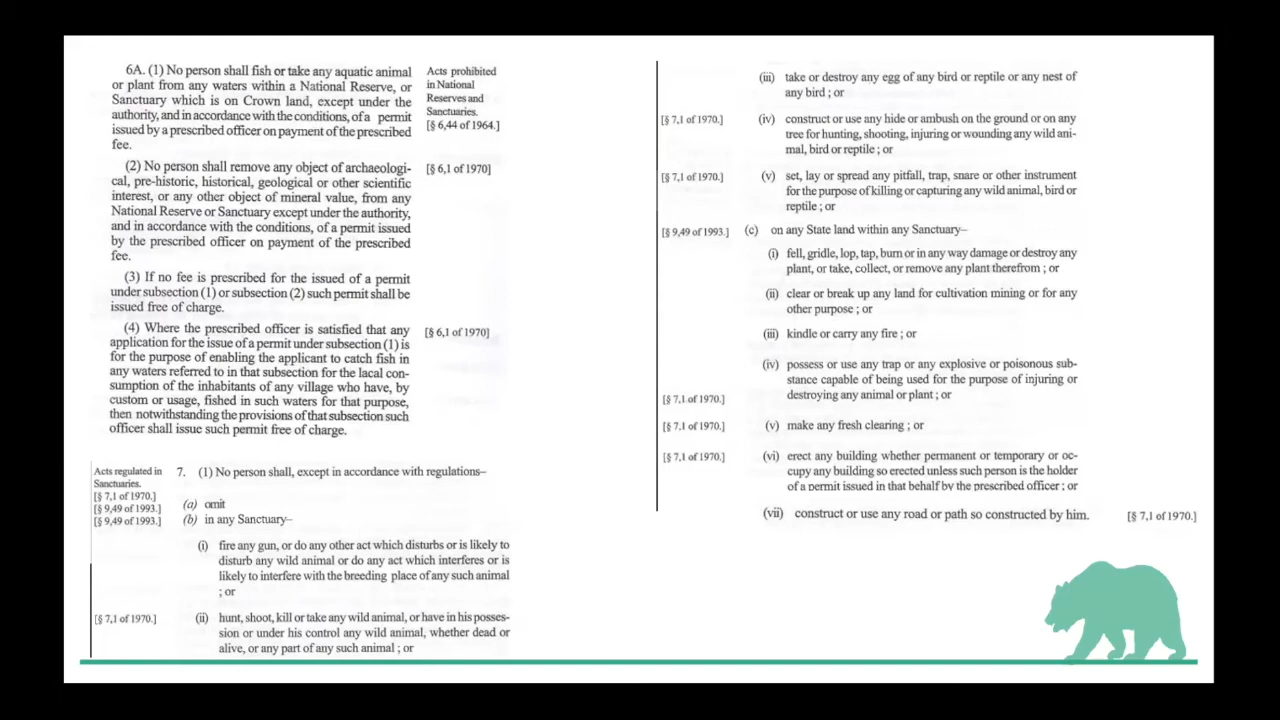 6A. (1) No person shall fish or take any aquatic animal
or plant from any waters within a National Reserve, or
Sanctuary which is on Crown land, except under the
authority, and in accordance with the conditions, of a permit
issued by a prescribed officer on payment of the prescribed
fee.
Acts prohibited
in National
Reserves and
Sanctuaries.
[§ 6,44 of 1964.]
(2) No person shall remove any object of archaeologi-
cal, pre-historic, historical, geological or other scientific
interest, or any other object of mineral value, from any
National Reserve or Sanctuary except under the authority,
and in accordance with the conditions, of a permit issued
by the prescribed officer on payment of the prescribed
fee.
[§ 6,1 of 1970]
(3) If no fee is prescribed for the issued of a permit
under subsection (1) or subsection (2) such permit shall be
issued free of charge.
(4) Where the prescribed officer is satisfied that any
application for the issue of a permit under subsection (1) is
for the purpose of enabling the applicant to catch fish in
any waters referred to in that subsection for the lacal con-
sumption of the inhabitants of any village who have, by
custom or usage, fished in such waters for that purpose,
then notwithstanding the provisions of that subsection such
officer shall issue such permit free of charge.
[§ 6,1 of 1970]
Acts regulated in
Sanctuaries.
[§ 7,1 of 1970.]
[§ 9,49 of 1993.]
[§ 9,49 of 1993.]
7. (1) No person shall, except in accordance with regulations–
(a) omit
(b) in any Sanctuary–
(i) fire any gun, or do any other act which disturbs or is likely to
disturb any wild animal or do any act which interferes or is
likely to interfere with the breeding place of any such animal
; or
[§ 7,1 of 1970.]
(ii) hunt, shoot, kill or take any wild animal, or have in his posses-
sion or under his control any wild animal, whether dead or
alive, or any part of any such animal ; or
(iii) take or destroy any egg of any bird or reptile or any nest of
any bird ; or
[§ 7,1 of 1970.]
(iv) construct or use any hide or ambush on the ground or on any
tree for hunting, shooting, injuring or wounding any wild ani-
mal, bird or reptile ; or
[§ 7,1 of 1970.]
(v) set, lay or spread any pitfall, trap, snare or other instrument
for the purpose of killing or capturing any wild animal, bird or
reptile ; or
[§ 9,49 of 1993.]
(c) on any State land within any Sanctuary–
(i) fell, gridle, lop, tap, burn or in any way damage or destroy any
plant, or take, collect, or remove any plant therefrom ; or
(ii) clear or break up any land for cultivation mining or for any
other purpose ; or
(iii) kindle or carry any fire ; or
(iv) possess or use any trap or any explosive or poisonous sub-
stance capable of being used for the purpose of injuring or
destroying any animal or plant ; or
[§ 7,1 of 1970.]
[§ 7,1 of 1970.]
(v) make any fresh clearing ; or
[§ 7,1 of 1970.]
(vi) erect any building whether permanent or temporary or oc-
cupy any building so erected unless such person is the holder
of a permit issued in that behalf by the prescribed officer ; or
(vii) construct or use any road or path so constructed by him.
[§ 7,1 of 1970.]